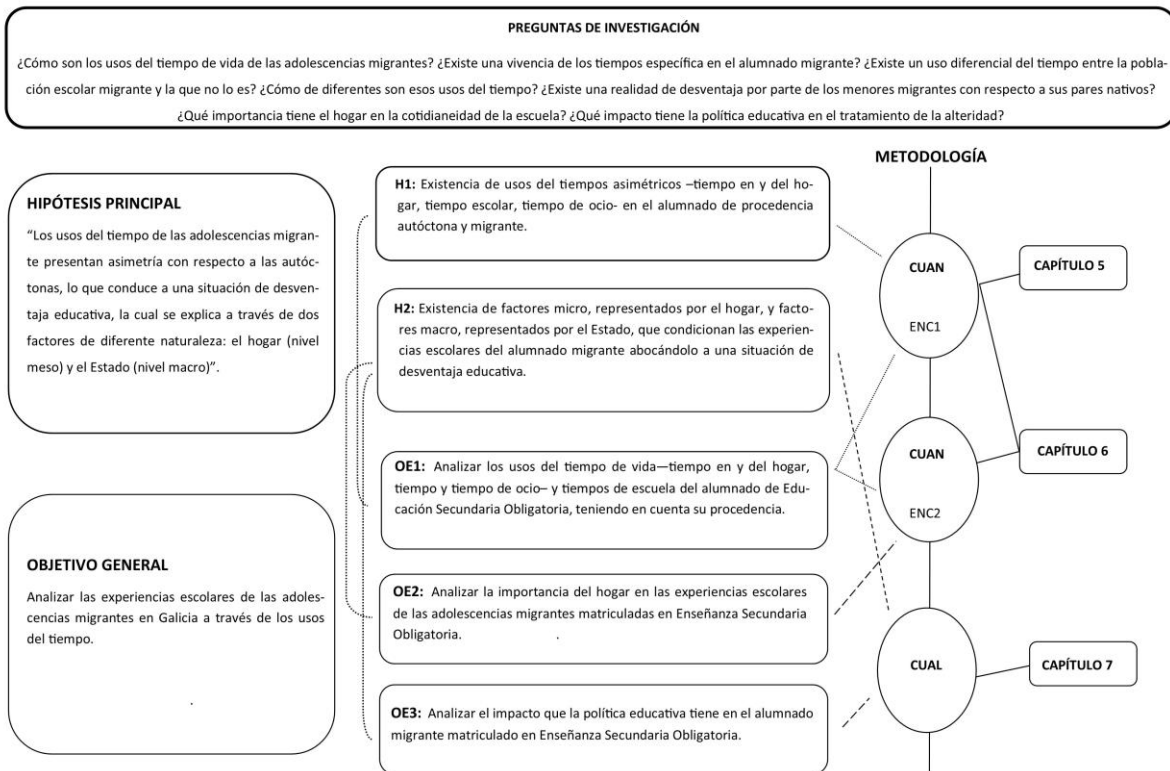 PREGUNTAS DE INVESTIGACIÓN
¿Cómo son los usos del tiempo de vida de las adolescencias migrantes? ¿Existe una vivencia de los tiempos específica en el alumnado migrante? ¿Existe un uso diferencial del tiempo entre la pobla-
ción escolar migrante y la que no lo es? ¿Cómo de diferentes son esos usos del tiempo? ¿Existe una realidad de desventaja por parte de los menores migrantes con respecto a sus pares nativos?
¿Qué importancia tiene el hogar en la cotidianeidad de la escuela? ¿Qué impacto tiene la política educativa en el tratamiento de la alteridad?
HIPÓTESIS PRINCIPAL
“Los usos del tiempo de las adolescencias migran-
te presentan asimetría con respecto a las autóc-
tonas, lo que conduce a una situación de desven-
taja educativa, la cual se explica a través de dos
factores de diferente naturaleza: el hogar (nivel
meso) y el Estado (nivel macro)”.
OBJETIVO GENERAL
Analizar las experiencias escolares de las adoles-
cencias migrantes en Galicia a través de los usos
del tiempo.
.
H1: Existencia de usos del tiempos asimétricos –tiempo en y del ho-
gar, tiempo escolar, tiempo de ocio- en el alumnado de procedencia
autóctona y migrante.
H2: Existencia de factores micro, representados por el hogar, y facto-
res macro, representados por el Estado, que condicionan las experien-
cias escolares del alumnado migrante abocándolo a una situación de
desventaja educativa.
OE1: Analizar los usos del tiempo de vida—tiempo en y del hogar,
tiempo y tiempo de ocio– y tiempos de escuela del alumnado de Edu-
cación Secundaria Obligatoria, teniendo en cuenta su procedencia.
OE2: Analizar la importancia del hogar en las experiencias escolares
de las adolescencias migrantes matriculadas en Enseñanza Secundaria
Obligatoria. .
OE3: Analizar el impacto que la política educativa tiene en el alumnado
migrante matriculado en Enseñanza Secundaria Obligatoria.
METODOLOGÍA
CUAN
ENC1
CUAN
ENC2
CUAL
CAPÍTULO 5
CAPÍTULO 6
CAPÍTULO 7